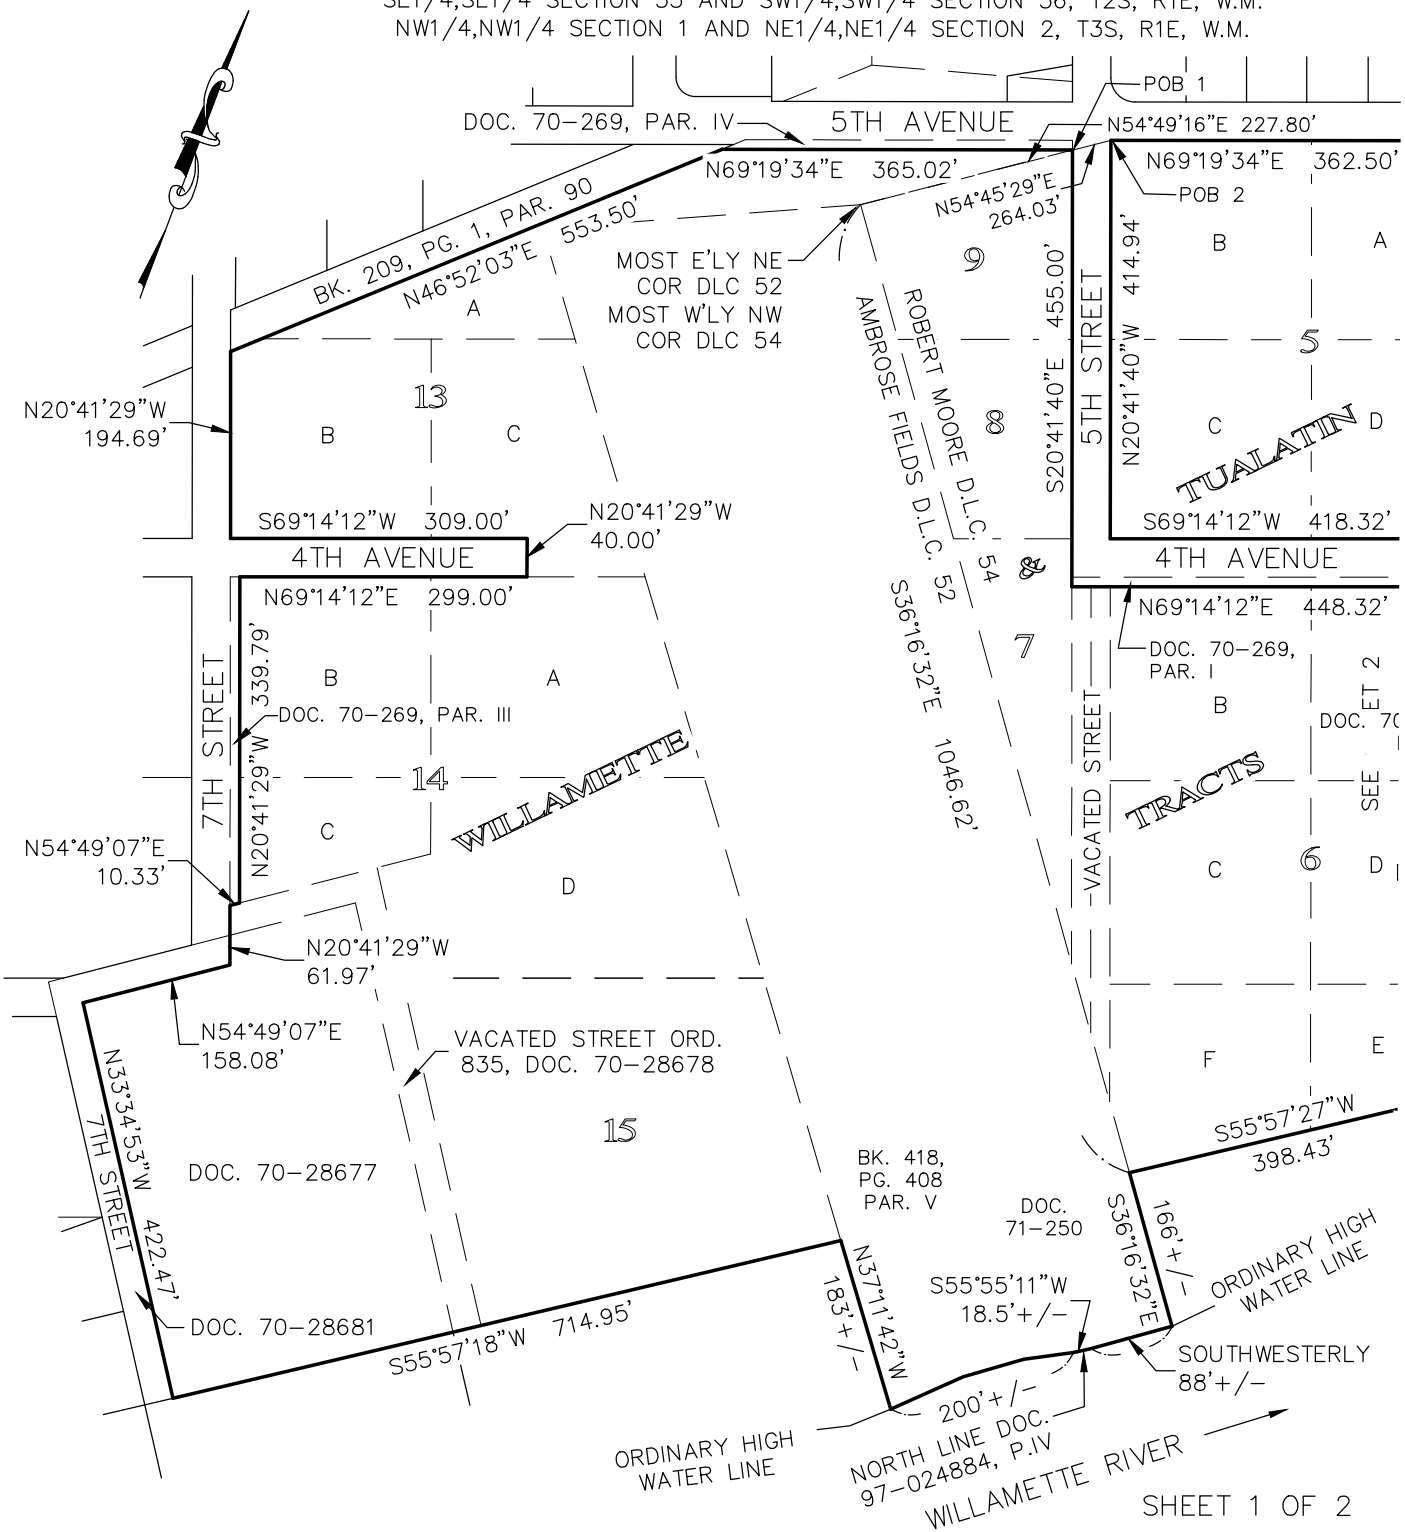 SE1/4,SE1/4 SECTION 35 AND SW1/4,SW1/4 SECTION 36, T2S, R1E, W.M.
NW1/4,NW1/4 SECTION 1 AND NE1/4,NE1/4 SECTION 2, T3S, R1E, W.M.
POB 1
DOC. 70-269, PAR. IV
5TH AVENUE
N54°49'16"E 227.80'
N69°19'34"E 365.02'
N69°19'34"E 362.50'
N54°45'29"E
264.03'
POB 2
BK. 209, PG. 1, PAR. 90
N46°52'03"E 553.50'
MOST E'LY NE
COR DLC 52
MOST W'LY NW
COR DLC 54
A
9
B
A
ROBERT MOORE D.L.C. 54
AMBROSE FIELDS D.L.C. 52
S20°41'40"E 455.00'
5TH STREET
N20°41'40"W 414.94'
5
13
N20°41'29"W
194.69'
B
C
8
C
D
TUALATIN
S69°14'12"W 309.00'
N20°41'29"W
40.00'
S69°14'12"W 418.32'
4TH AVENUE
&
4TH AVENUE
N69°14'12"E 299.00'
N69°14'12"E 448.32'
S36°16'32"E 1046.62'
7
DOC. 70-269,
PAR. I
7TH STREET
N20°41'29"W 339.79'
B
A
DOC. 70-269, PAR. III
VACATED STREET
B
DOC. 70
SEE
ET 2
14
WILLAMETTE
TRACTS
C
N54°49'07"E
10.33'
D
C
6
D
N20°41'29"W
61.97'
N54°49'07"E
158.08'
VACATED STREET ORD.
835, DOC. 70-28678
F
E
N33°34'53"W 422.47'
7TH STREET
15
S55°57'27"W
398.43'
DOC. 70-28677
BK. 418,
PG. 408
PAR. V
DOC.
71-250
S36°16'32"E
166'+/-
ORDINARY HIGH
WATER LINE
N37°11'42"W
183'+/-
S55°55'11"W
18.5'+/-
DOC. 70-28681
S55°57'18"W 714.95'
SOUTHWESTERLY
88'+/-
200'+/-
ORDINARY HIGH
WATER LINE
NORTH LINE DOC.
97-024884, P.IV
WILLAMETTE RIVER
SHEET 1 OF 2